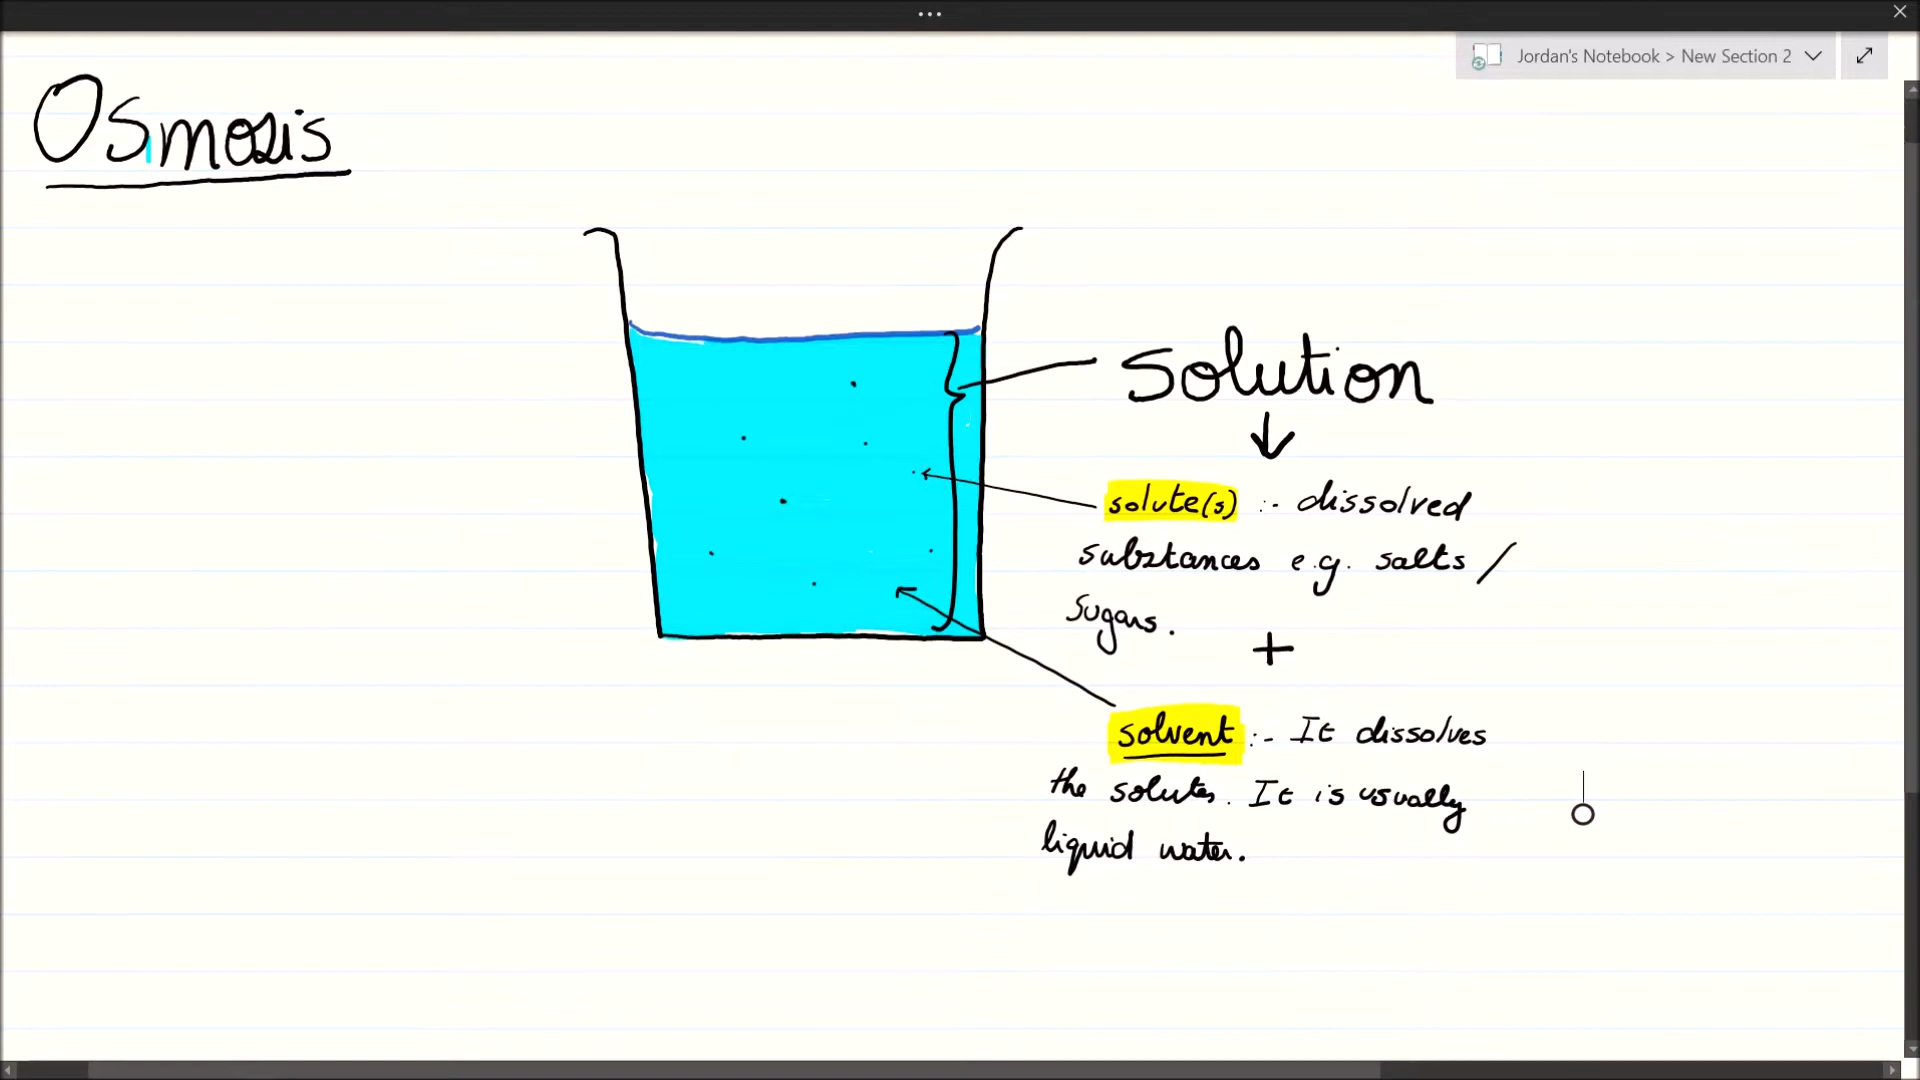 Jordan's Notebook > New Section 2
Osmosis
Solution
solute(s) :- dissolved
substances e.g. salts /
sugars.
+
solvent :- It dissolves
the solutes. It is usually
liquid water.